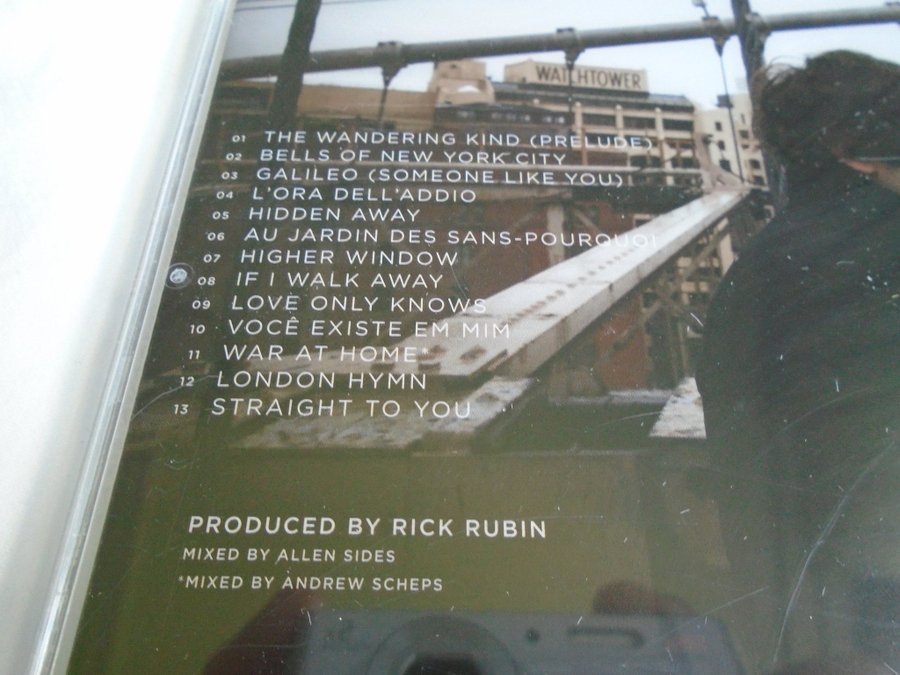 WATCHTOWER
01 THE WANDERING KIND (PRELUDE)
02 BELLS OF NEW YORK CITY
03 GALILEO (SOMEONE LIKE YOU)
04 L'ORA DELL'ADDIO
05 HIDDEN AWAY
06 AU JARDIN DES SANS-POURQUOI
07 HIGHER WINDOW
08 IF I WALK AWAY
09 LOVE ONLY KNOWS
10 VOCÊ EXISTE EM MIM
11 WAR AT HOME*
12 LONDON HYMN
13 STRAIGHT TO YOU
PRODUCED BY RICK RUBIN
MIXED BY ALLEN SIDES
*MIXED BY ANDREW SCHEPS